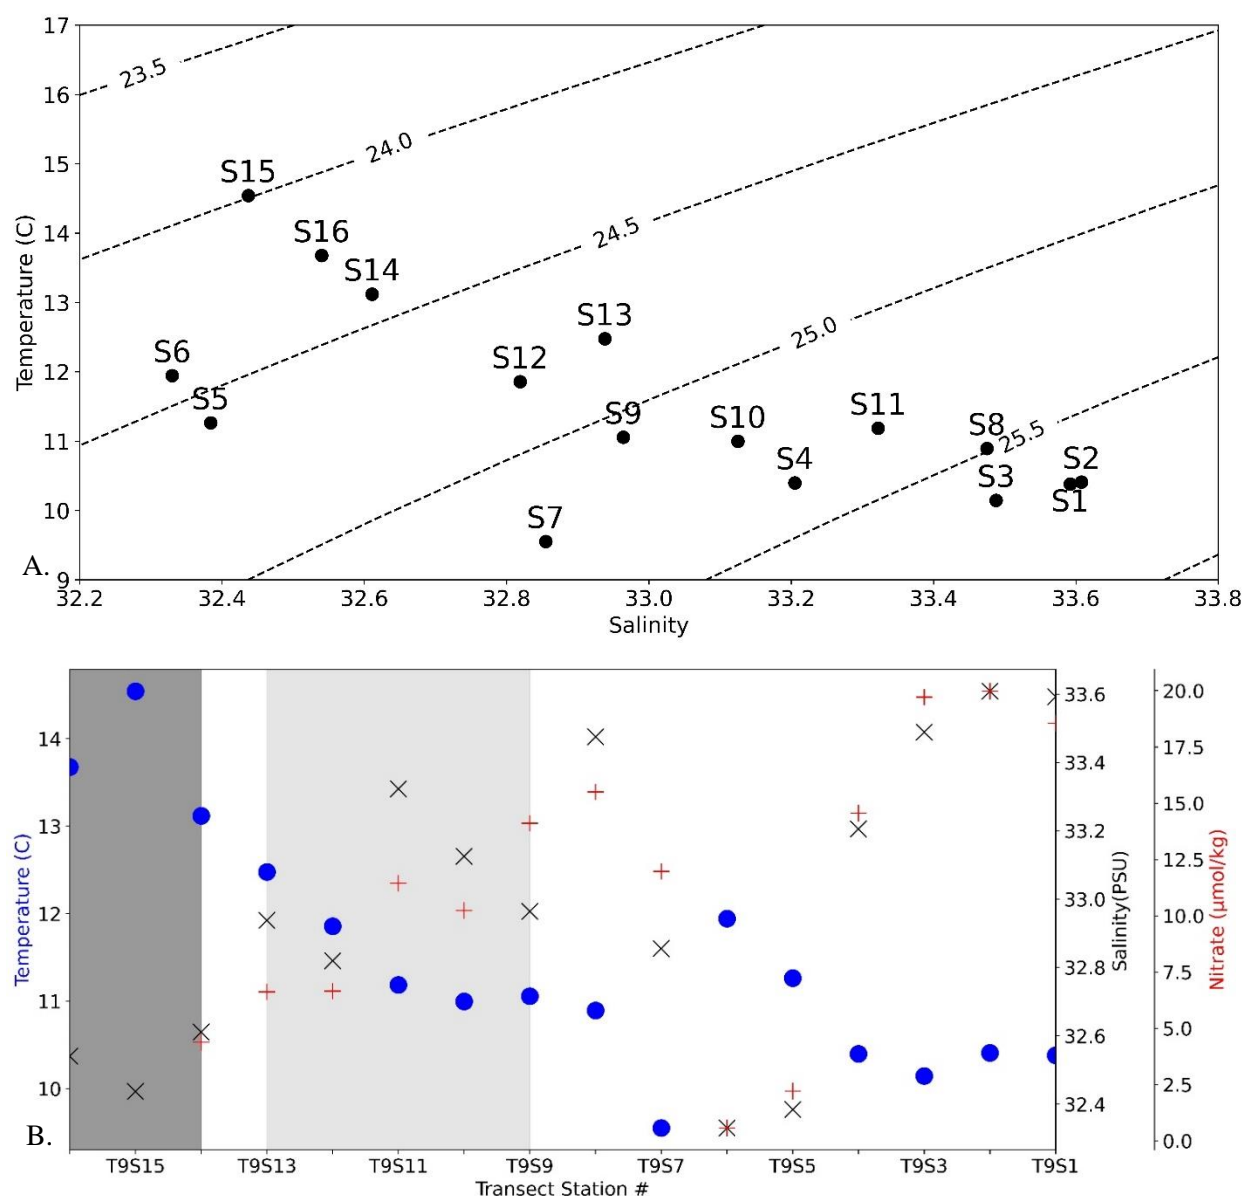 17
23.5
16
24.0
15
S15
24.5
14
S16
S14
13
S13
25.0
S6
S12
12
S5
S9
S10
S11
S8
25.5
11
S4
S3
S2
S1
10
S7
A.
9
32.2 32.4 32.6 32.8 33.0 33.2 33.4 33.6 33.8
Temperature (C)
Salinity
33.6
20.0
14
17.5
33.4
15.0
13
33.2
12.5
33.0
12
10.0
32.8
7.5
11
5.0
32.6
10
2.5
32.4
0.0
B.
T9S15 T9S13 T9S11 T9S9 T9S7 T9S5 T9S3 T9S1
Transect Station #
Temperature (C)
Salinity(PSU)
Nitrate (μmol/kg)